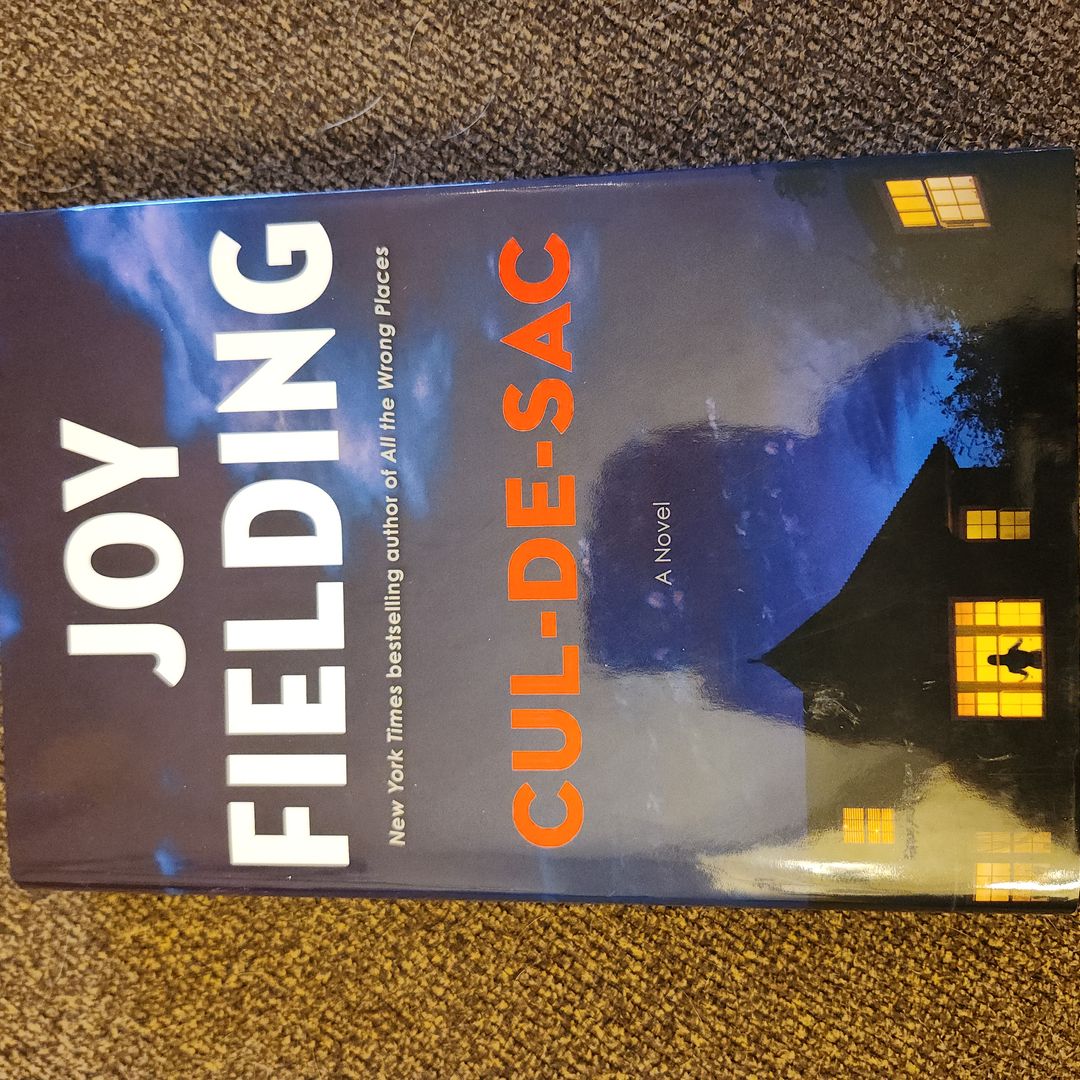 JOY
FIELDING
New York Times bestselling author of All the Wrong Places
CUL-DE-SAC
A Novel